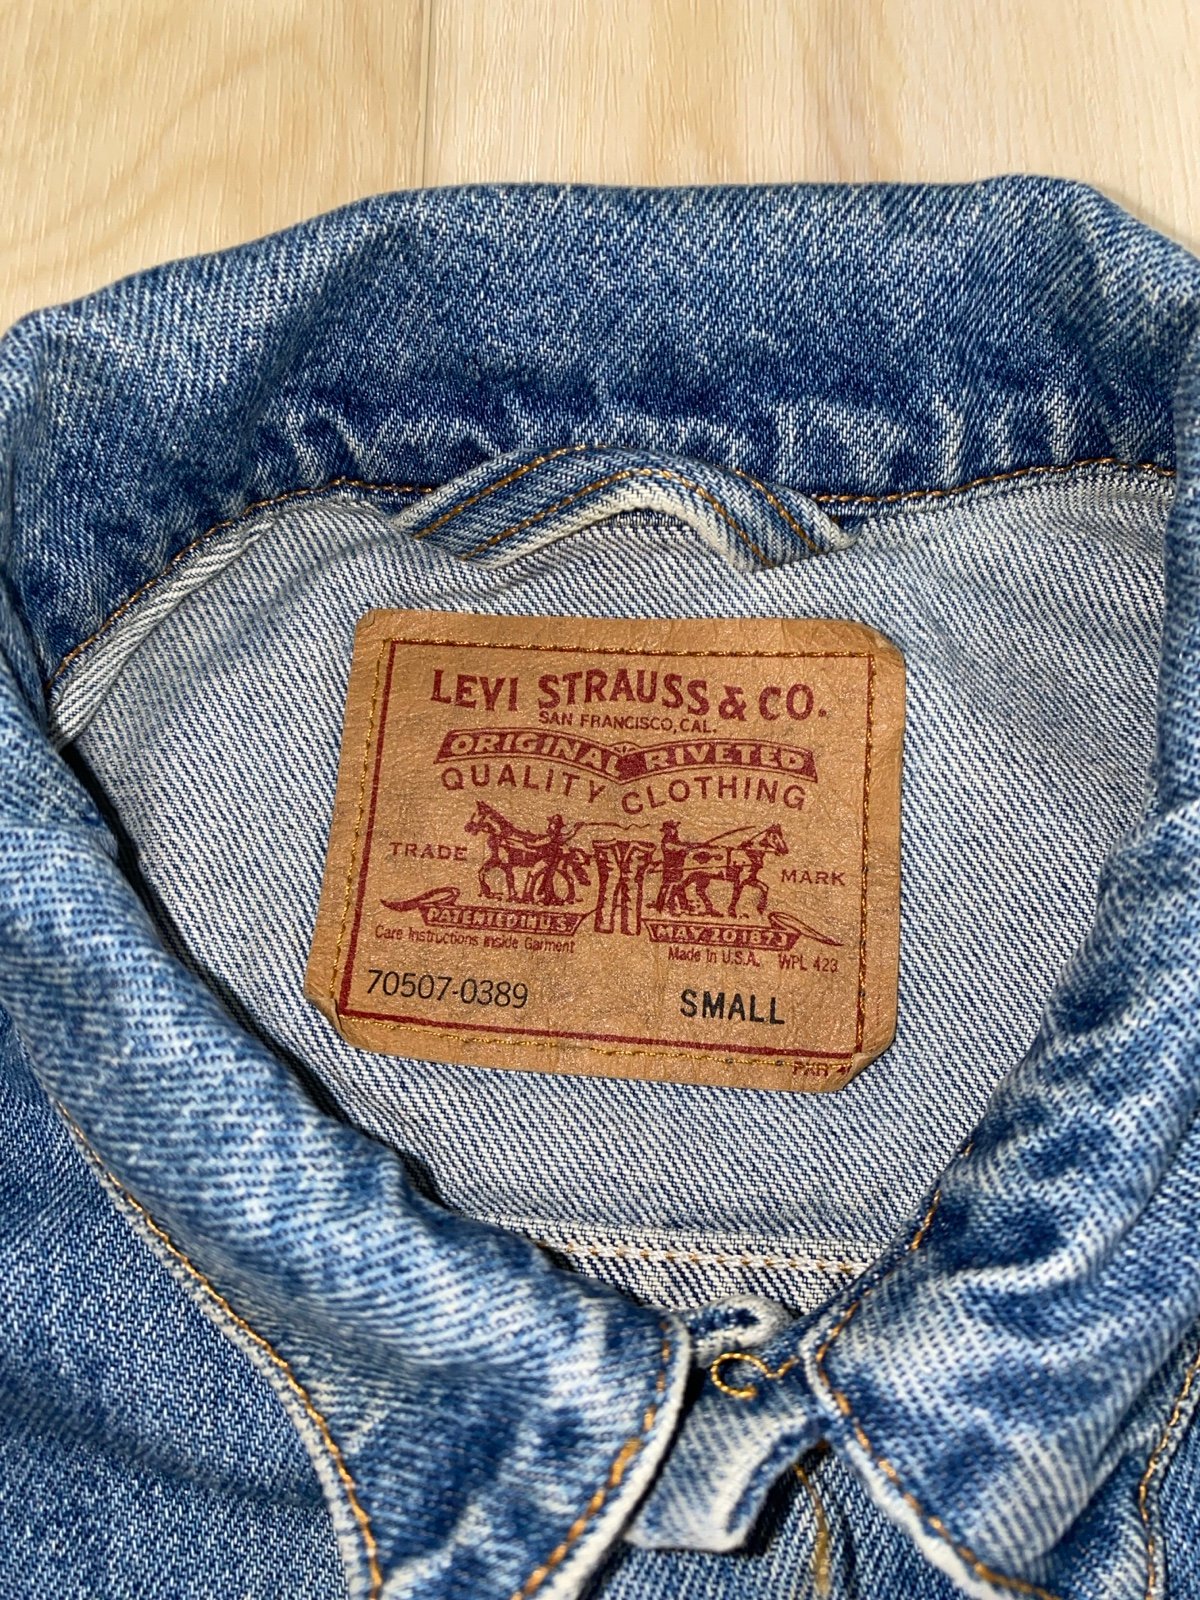 LEVI STRAUSS & CO.
SAN FRANCISCO, CAL.
ORIGINAL RIVETED
QUALITY CLOTHING
TRADE MARK
PATENTED IN U.S. MAY 20 1873
Care Instructions Inside Garment Made in U.S.A. WPL 423
70507-0389 SMALL